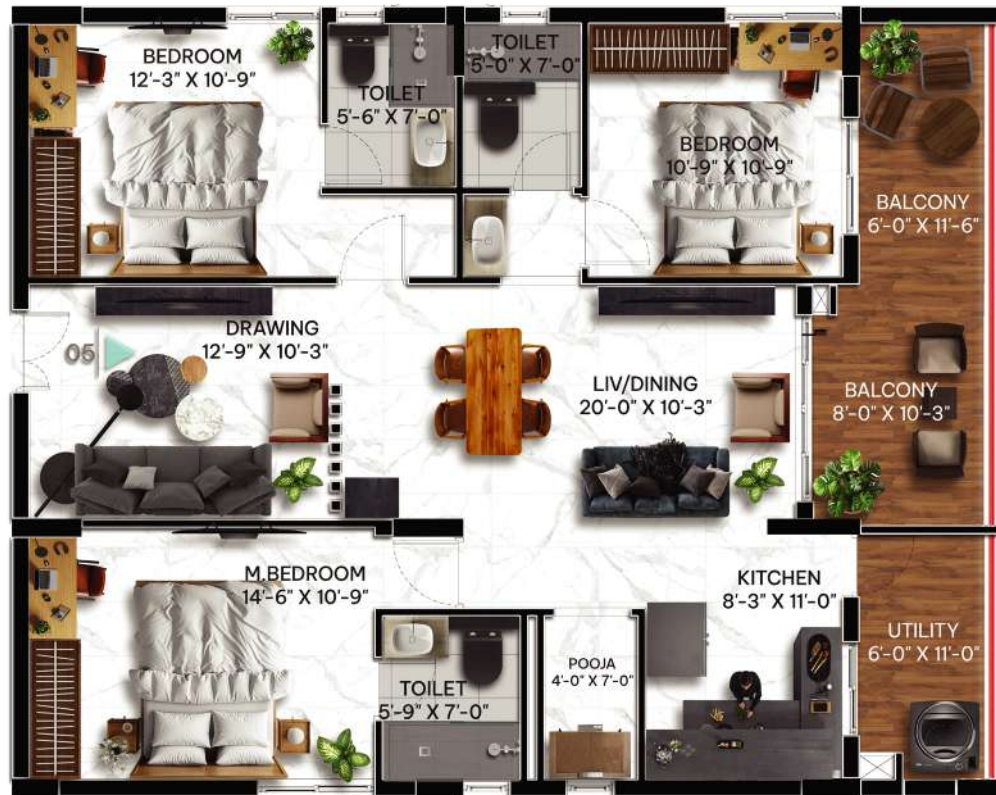 BEDROOM
12'-3" X 10'-9"
TOILET
5'-6" X 7'-0"
TOILET
5'-0" X 7'-0"
BEDROOM
10'-9" X 10'-9"
BALCONY
6'-0" X 11'-6"
05
DRAWING
12'-9" X 10'-3"
LIV/DINING
20'-0" X 10'-3"
BALCONY
8'-0" X 10'-3"
M.BEDROOM
14'-6" X 10'-9"
TOILET
5'-9" X 7'-0"
POOJA
4'-0" X 7'-0"
KITCHEN
8'-3" X 11'-0"
UTILITY
6'-0" X 11'-0"